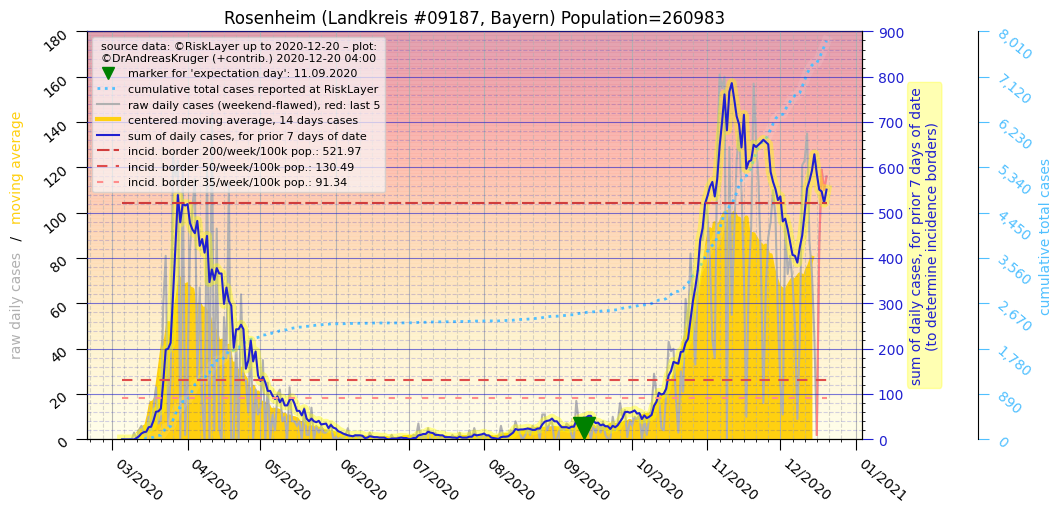 Rosenheim (Landkreis #09187, Bayern) Population=260983
source data: ©RiskLayer up to 2020-12-20 – plot:
©DrAndreasKruger (+contrib.) 2020-12-20 04:00
marker for 'expectation day': 11.09.2020
cumulative total cases reported at RiskLayer
raw daily cases (weekend-flawed), red: last 5
centered moving average, 14 days cases
sum of daily cases, for prior 7 days of date
incid. border 200/week/100k pop.: 521.97
incid. border 50/week/100k pop.: 130.49
incid. border 35/week/100k pop.: 91.34
raw daily cases / moving average
180
160
140
120
100
80
60
40
20
0
03/2020
04/2020
05/2020
06/2020
07/2020
08/2020
09/2020
10/2020
11/2020
12/2020
01/2021
900
800
700
600
500
400
300
200
100
0
sum of daily cases, for prior 7 days of date
(to determine incidence borders)
8,010
7,120
6,230
5,340
4,450
3,560
2,670
1,780
890
0
cumulative total cases